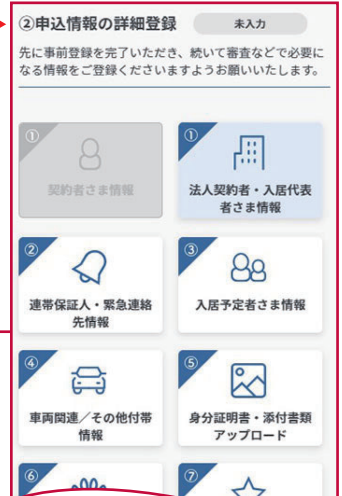 ②申込情報の詳細登録 未入力
先に事前登録を完了いただき、続いて審査などで必要に
なる情報をご登録くださいますようお願いいたします。
①
契約者さま情報
①
法人契約者・入居代表
者さま情報
②
連帯保証人・緊急連絡
先情報
③
入居予定者さま情報
④
車両関連／その他付帯
情報
⑤
身分証明書・添付書類
アップロード
⑥
⑦